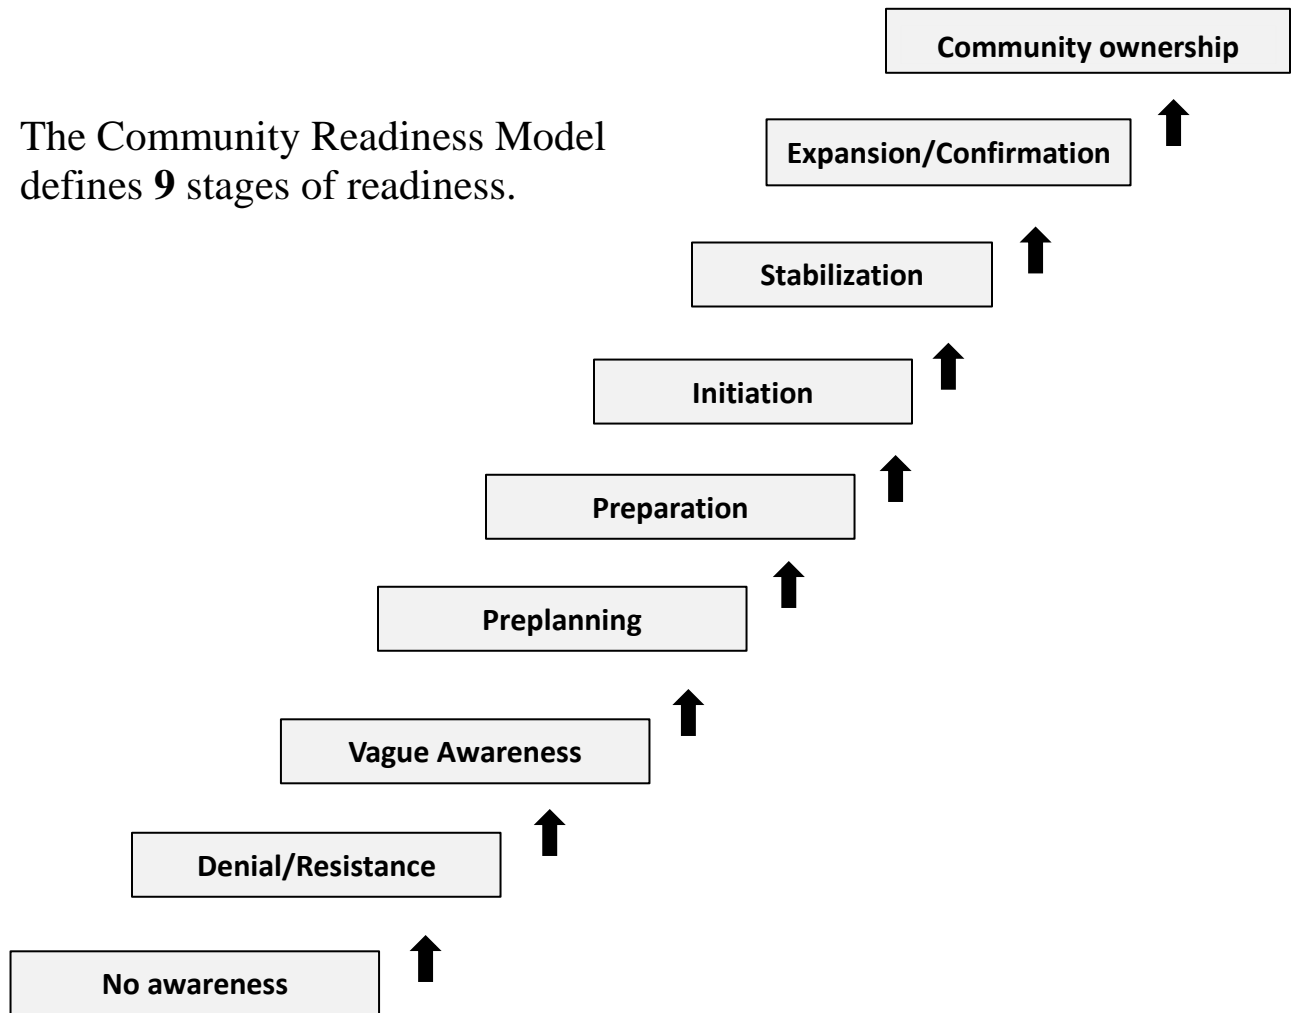 Community ownership
The Community Readiness Model
defines 9 stages of readiness.
Expansion/Confirmation
Stabilization
Initiation
Preparation
Preplanning
Vague Awareness
Denial/Resistance
No awareness